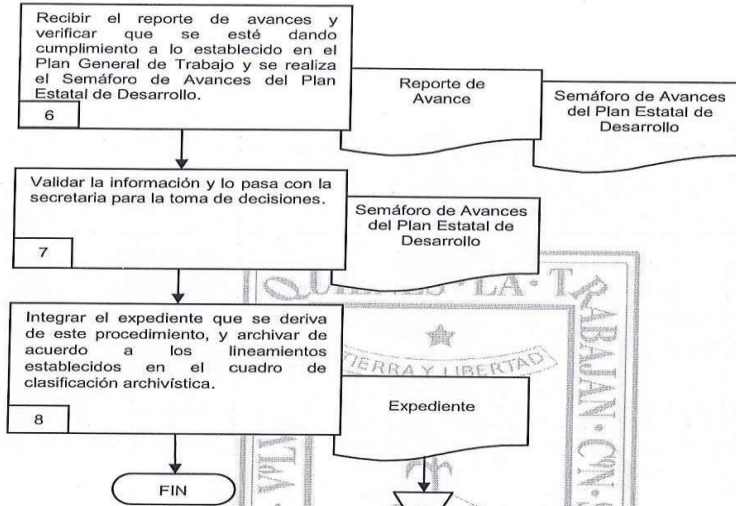 Recibir el reporte de avances y
verificar que se esté dando
cumplimiento a lo establecido en el
Plan General de Trabajo y se realiza
el Semáforo de Avances del Plan
Estatal de Desarrollo.
6
Reporte de
Avance
Semáforo de Avances
del Plan Estatal de
Desarrollo
Validar la información y lo pasa con la
secretaria para la toma de decisiones.
7
Semáforo de Avances
del Plan Estatal de
Desarrollo
Integrar el expediente que se deriva
de este procedimiento, y archivar de
acuerdo a los lineamientos
establecidos en el cuadro de
clasificación archivística.
8
Expediente
FIN
LA·
TRABAJAN·CON·
TIERRA Y LIBERTAD